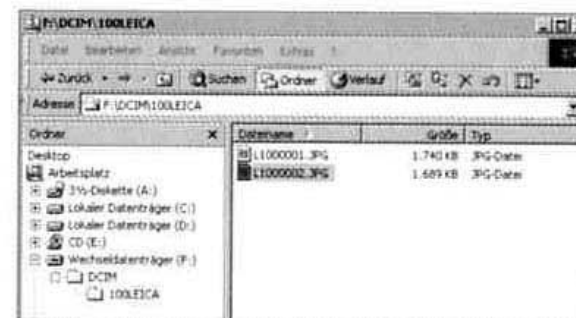 F:\DCIM\100LEICA
Datei Bearbeiten Ansicht Favoriten Extras ?
Zurück Suchen Ordner Verlauf
Adresse F:\DCIM\100LEICA
Ordner
Desktop
Arbeitsplatz
3½-Diskette (A:)
Lokaler Datenträger (C:)
Lokaler Datenträger (D:)
CD (E:)
Wechseldatenträger (F:)
DCIM
100LEICA
Dateiname Größe Typ
L1000001.JPG 1.740 KB JPG-Datei
L1000002.JPG 1.689 KB JPG-Datei